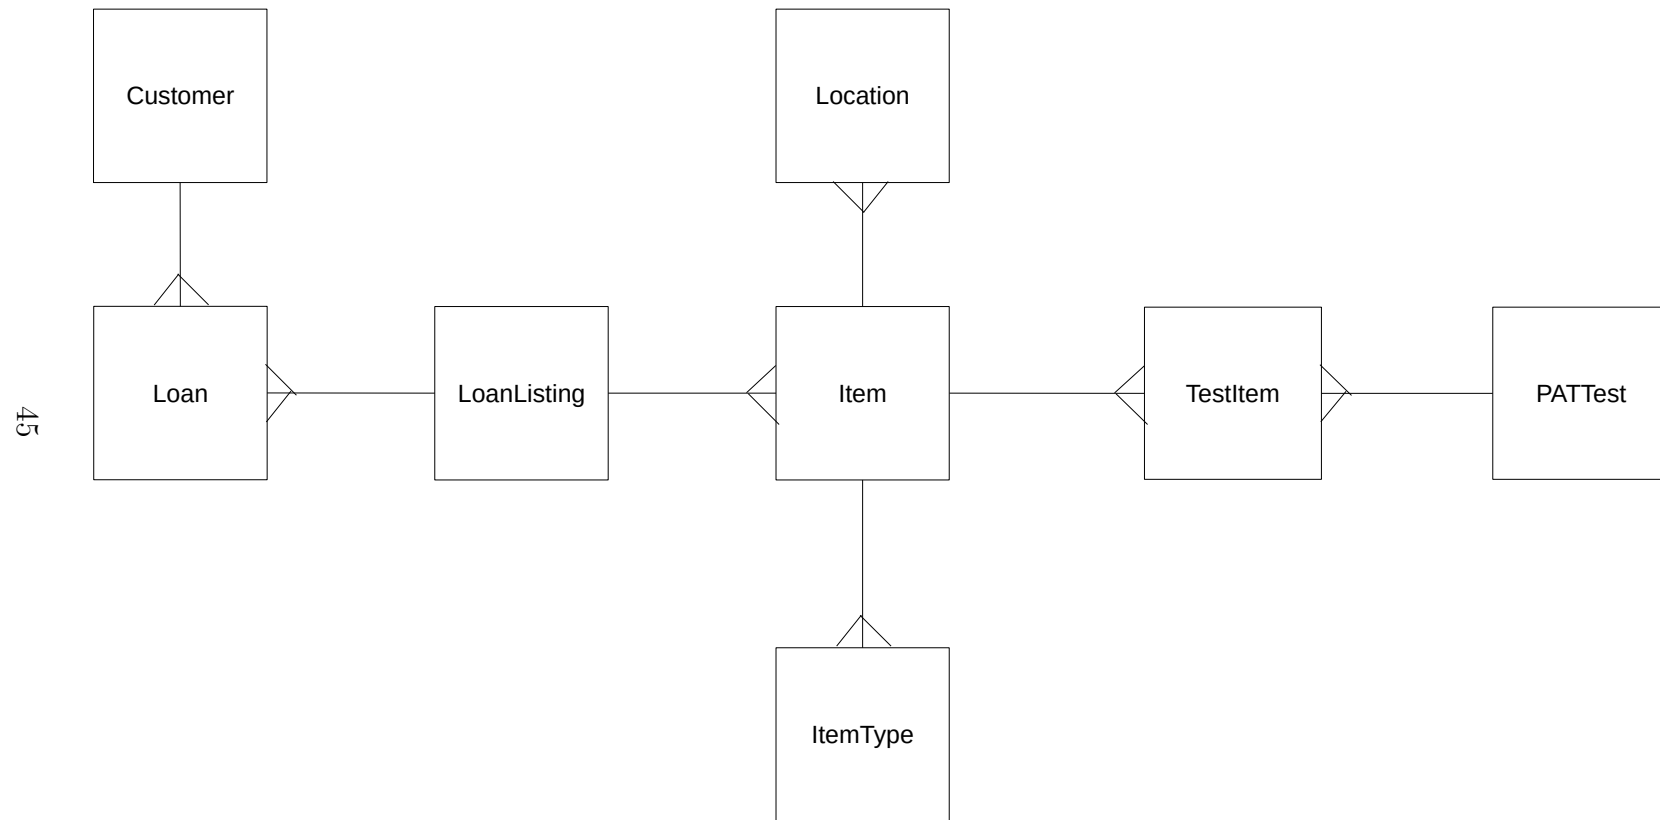 Customer
Location
Loan
LoanListing
Item
TestItem
PATTest
ItemType
45